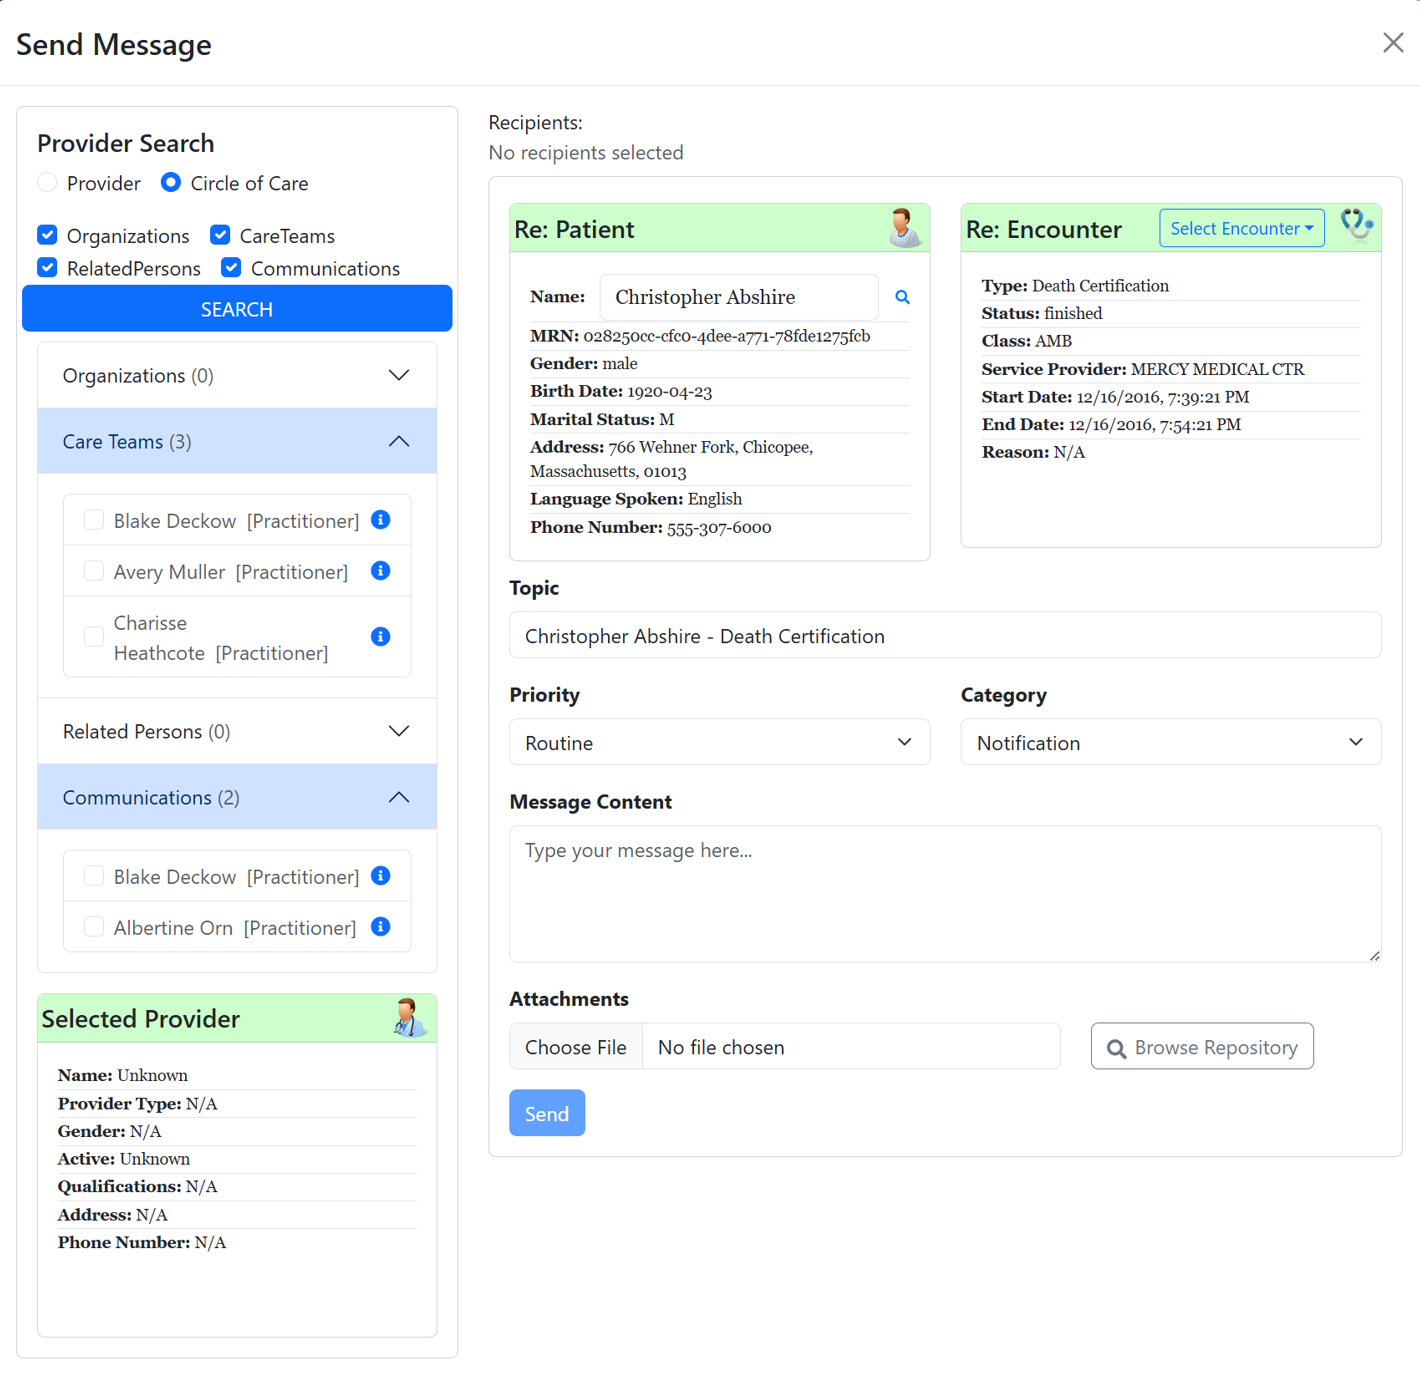 Send Message
Provider Search
Provider Circle of Care
Organizations CareTeams
RelatedPersons Communications
SEARCH
Organizations (0)
Care Teams (3)
Blake Deckow [Practitioner]
Avery Muller [Practitioner]
Charisse
Heathcote [Practitioner]
Related Persons (0)
Communications (2)
Blake Deckow [Practitioner]
Albertine Orn [Practitioner]
Selected Provider
Name: Unknown
Provider Type: N/A
Gender: N/A
Active: Unknown
Qualifications: N/A
Address: N/A
Phone Number: N/A
Recipients:
No recipients selected
Re: Patient
Name: Christopher Abshire
MRN: 028250cc-cfc0-4dee-a771-78fde1275fcb
Gender: male
Birth Date: 1920-04-23
Marital Status: M
Address: 766 Wehner Fork, Chicopee,
Massachusetts, 01013
Language Spoken: English
Phone Number: 555-307-6000
Re: Encounter Select Encounter
Type: Death Certification
Status: finished
Class: AMB
Service Provider: MERCY MEDICAL CTR
Start Date: 12/16/2016, 7:39:21 PM
End Date: 12/16/2016, 7:54:21 PM
Reason: N/A
Topic
Christopher Abshire - Death Certification
Priority
Routine
Category
Notification
Message Content
Type your message here...
Attachments
Choose File No file chosen
Browse Repository
Send